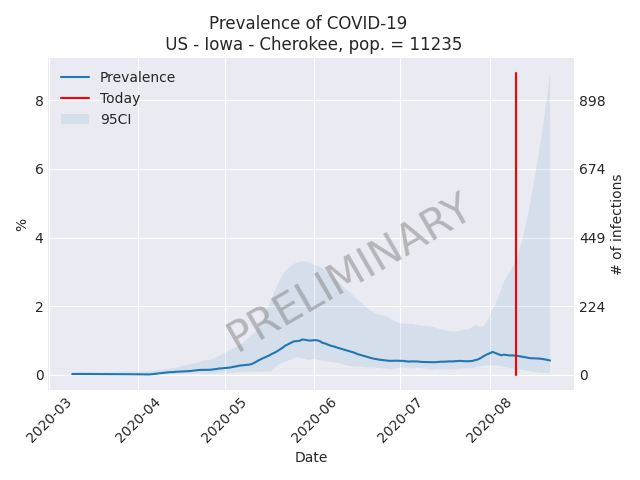 Prevalence of COVID-19
US - Iowa - Cherokee, pop. = 11235
Prevalence
Today
95CI
PRELIMINARY
%
8
6
4
2
0
898
674
449
224
0
# of infections
2020-03
2020-04
2020-05
2020-06
2020-07
2020-08
Date